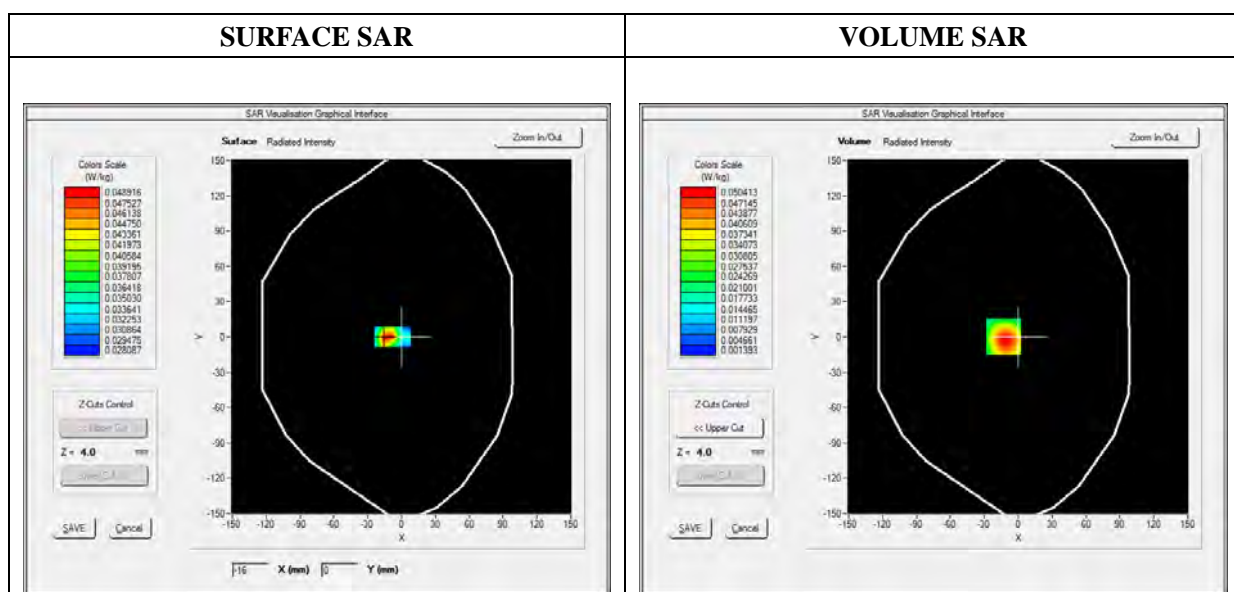 SURFACE SAR
VOLUME SAR
SAR Visualisation Graphical Interface
Surface Radiated Intensity
Zoom In/Out
Colors Scale
(W/kg)
0.048916
0.047527
0.046138
0.044750
0.043361
0.041973
0.040584
0.039195
0.037807
0.036418
0.035030
0.033641
0.032253
0.030864
0.029475
0.028087
150
120
90
60
30
0
-30
-60
-90
-120
-150
Y
-150 -120 -90 -60 -30 0 30 60 90 120 150
X
Z-Cuts Control
<< Upper Cut
Z = 4.0 mm
SAVE Cancel
-16 X (mm) 0 Y (mm)
SAR Visualisation Graphical Interface
Volume Radiated Intensity
Zoom In/Out
Colors Scale
(W/kg)
0.050413
0.047145
0.043877
0.040609
0.037341
0.034073
0.030805
0.027537
0.024269
0.021001
0.017733
0.014465
0.011197
0.007929
0.004661
0.001393
150
120
90
60
30
0
-30
-60
-90
-120
-150
Y
-150 -120 -90 -60 -30 0 30 60 90 120 150
X
Z-Cuts Control
<< Upper Cut
Z = 4.0 mm
SAVE Cancel